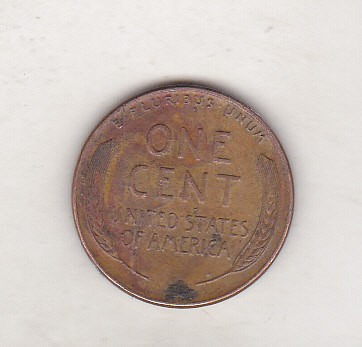 E·PLURIBUS·UNUM
ONE
CENT
UNITED STATES
OF AMERICA